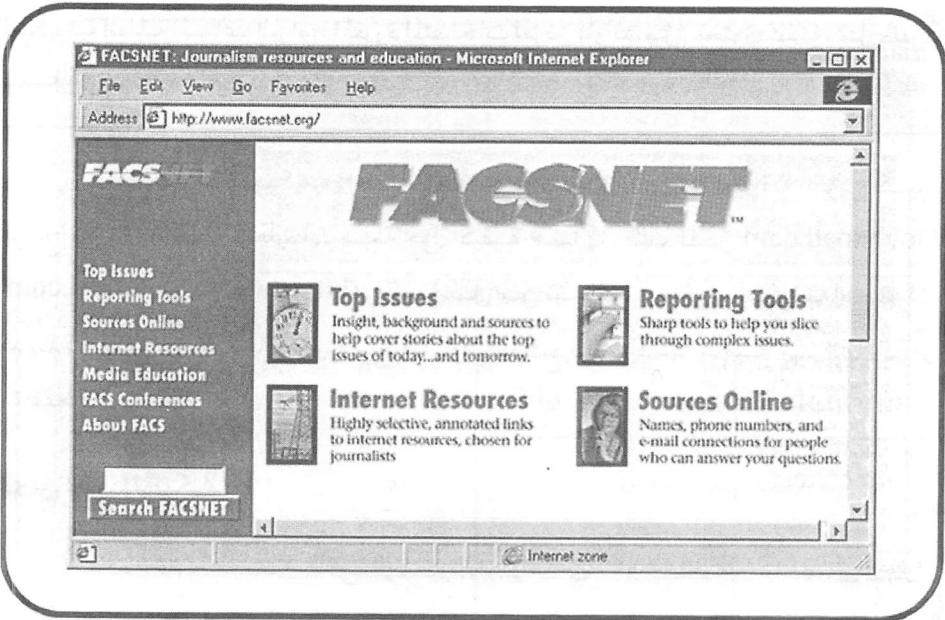 FACSNET: Journalism resources and education - Microsoft Internet Explorer
File Edit View Go Favorites Help
Address http://www.facsnet.org/
FACSNET
FACSNET™
Top Issues
Reporting Tools
Sources Online
Internet Resources
Media Education
FACS Conferences
About FACS
Search FACSNET
Top Issues
Insight, background and sources to
help cover stories about the top
issues of today...and tomorrow.
Reporting Tools
Sharp tools to help you slice
through complex issues.
Internet Resources
Highly selective, annotated links
to internet resources, chosen for
journalists
Sources Online
Names, phone numbers, and
e-mail connections for people
who can answer your questions.
Internet zone